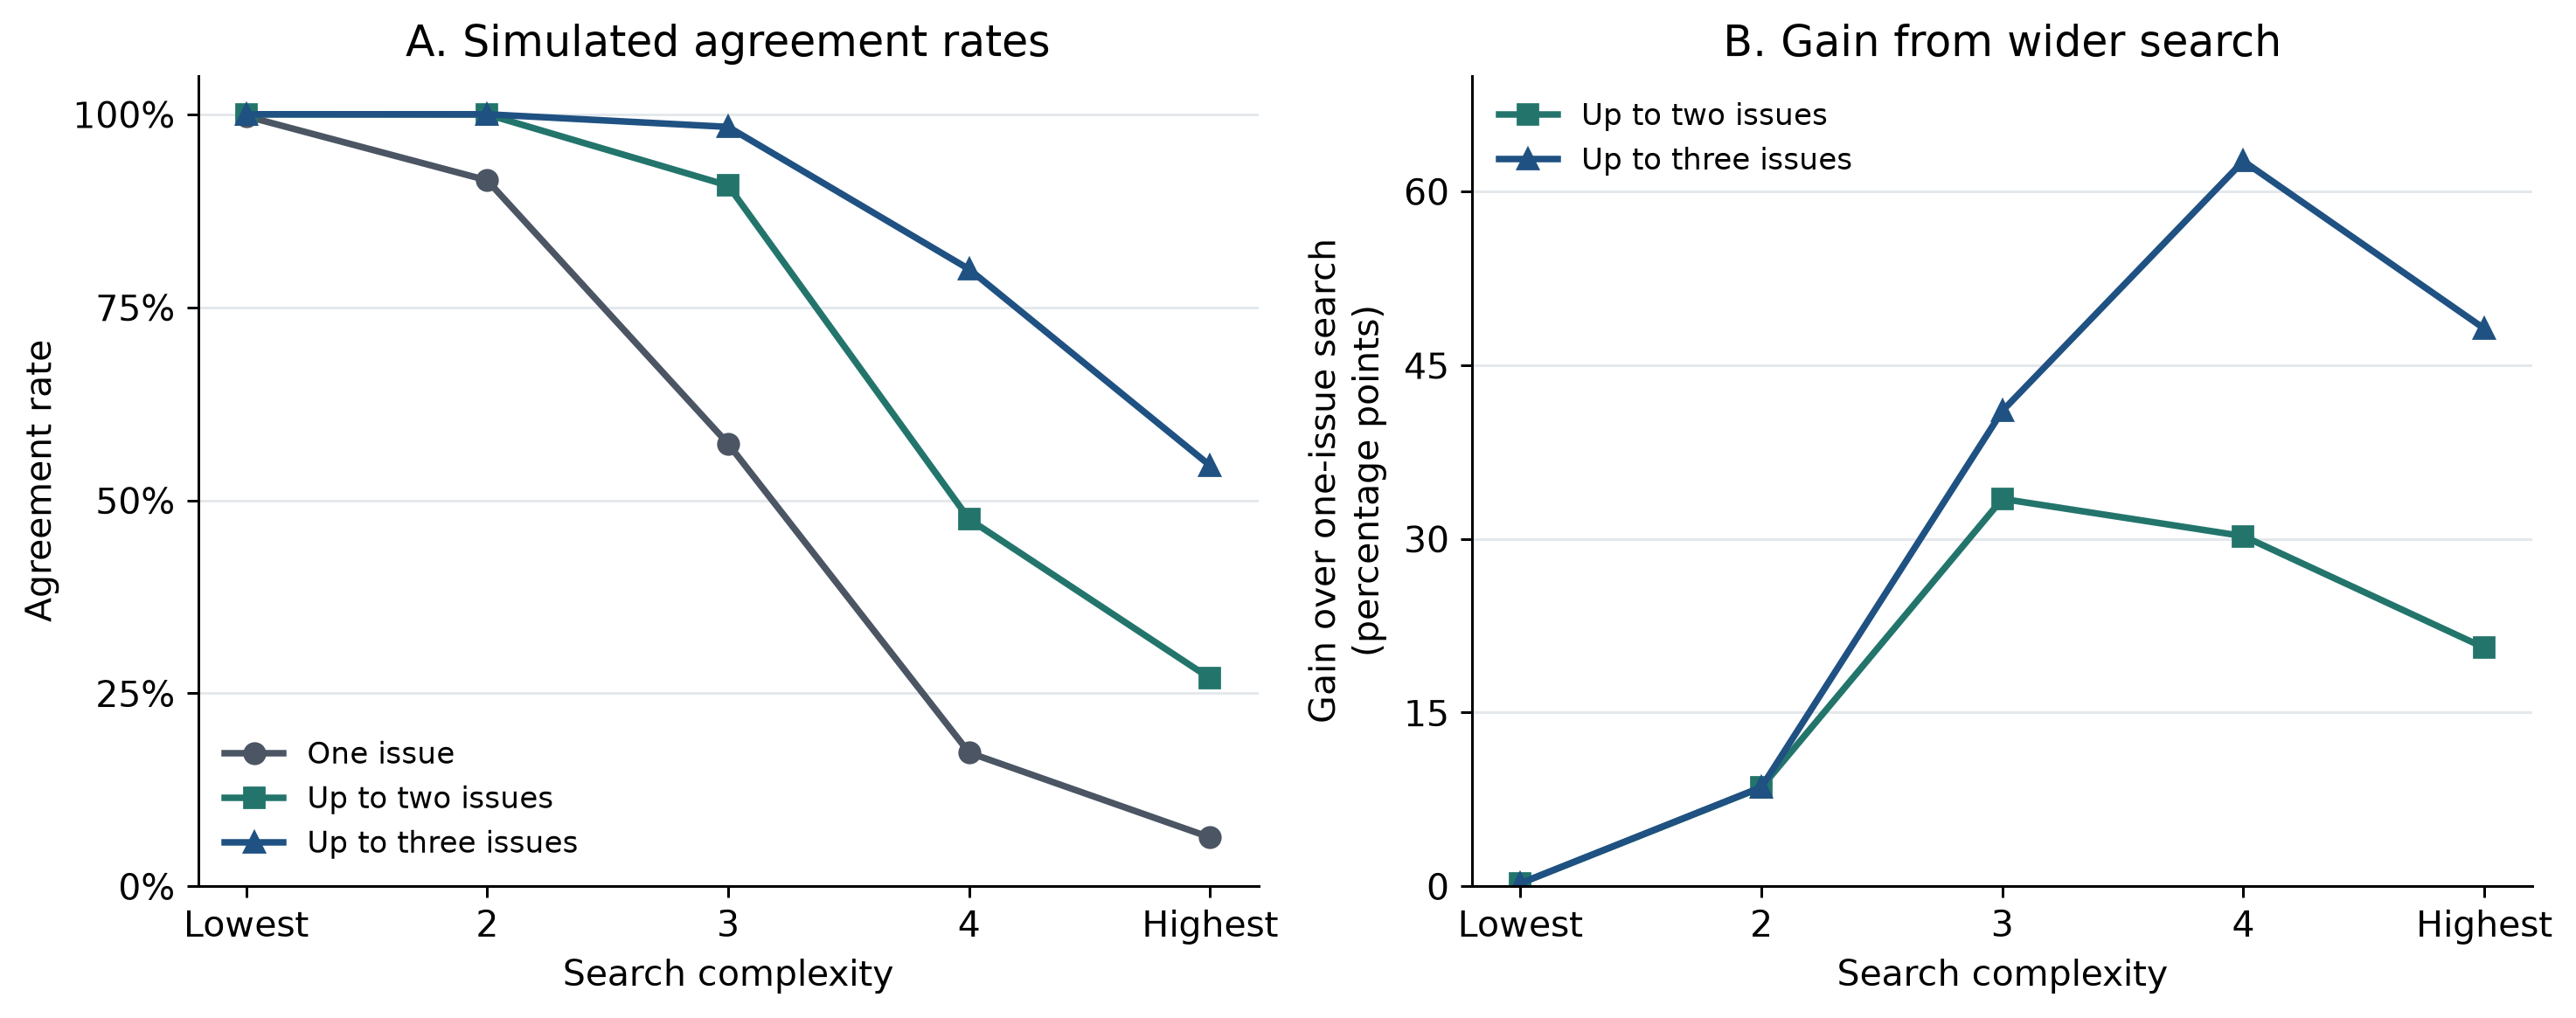 A. Simulated agreement rates
100%
75%
50%
25%
0%
Agreement rate
One issue
Up to two issues
Up to three issues
Lowest
2
3
4
Highest
Search complexity
B. Gain from wider search
Up to two issues
Up to three issues
60
45
30
15
0
Gain over one-issue search
(percentage points)
Lowest
2
3
4
Highest
Search complexity